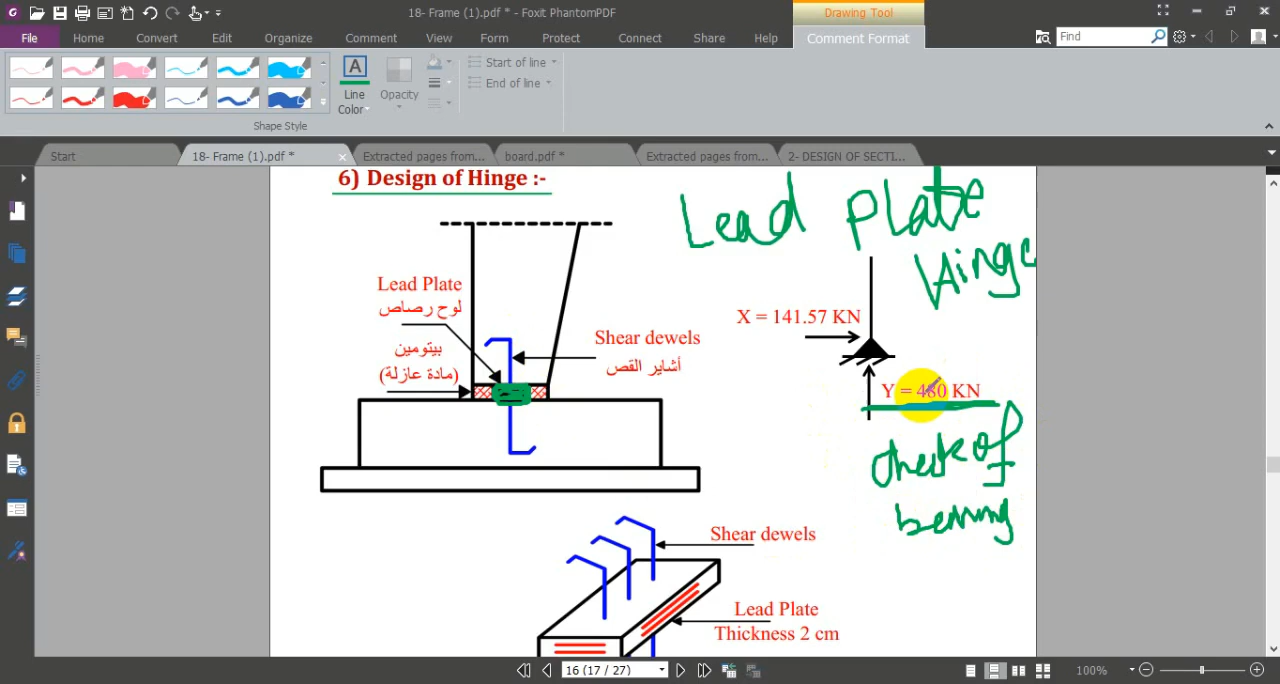 18- Frame (1).pdf * - Foxit PhantomPDF
Drawing Tool
File Home Convert Edit Organize Comment View Form Protect Connect Share Help Comment Format
Find
Line Color
Opacity
Start of line
End of line
Shape Style
Start
18- Frame (1).pdf *
Extracted pages from...
board.pdf *
Extracted pages from...
2- DESIGN OF SECTI...
6) Design of Hinge :-
Lead Plate
Hinge
Lead Plate
لوح رصاص
بيتومين
(مادة عازلة)
Shear dewels
أشاير القص
X = 141.57 KN
Y = 480 KN
check of
bearing
Shear dewels
Lead Plate
Thickness 2 cm
16 (17 / 27)
100%